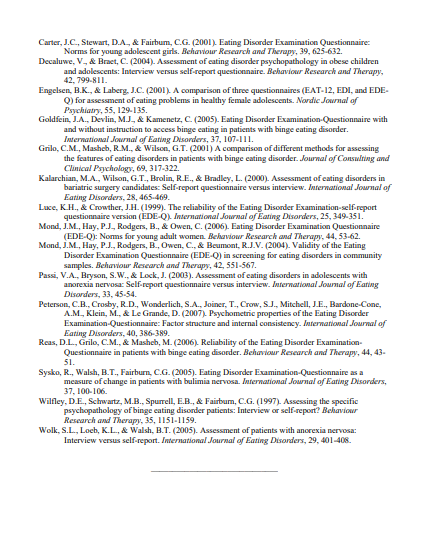 Carter, J.C., Stewart, D.A., & Fairburn, C.G. (2001). Eating Disorder Examination Questionnaire:
Norms for young adolescent girls. Behaviour Research and Therapy, 39, 625-632.
Decaluwe, V., & Braet, C. (2004). Assessment of eating disorder psychopathology in obese children
and adolescents: Interview versus self-report questionnaire. Behaviour Research and Therapy,
42, 799-811.
Engelsen, B.K., & Laberg, J.C. (2001). A comparison of three questionnaires (EAT-12, EDI, and EDE-
Q) for assessment of eating problems in healthy female adolescents. Nordic Journal of
Psychiatry, 55, 129-135.
Goldfein, J.A., Devlin, M.J., & Kamenetz, C. (2005). Eating Disorder Examination-Questionnaire with
and without instruction to access binge eating in patients with binge eating disorder.
International Journal of Eating Disorders, 37, 107-111.
Grilo, C.M., Masheb, R.M., & Wilson, G.T. (2001) A comparison of different methods for assessing
the features of eating disorders in patients with binge eating disorder. Journal of Consulting and
Clinical Psychology, 69, 317-322.
Kalarchian, M.A., Wilson, G.T., Brolin, R.E., & Bradley, L. (2000). Assessment of eating disorders in
bariatric surgery candidates: Self-report questionnaire versus interview. International Journal of
Eating Disorders, 28, 465-469.
Luce, K.H., & Crowther, J.H. (1999). The reliability of the Eating Disorder Examination-self-report
questionnaire version (EDE-Q). International Journal of Eating Disorders, 25, 349-351.
Mond, J.M., Hay, P.J., Rodgers, B., & Owen, C. (2006). Eating Disorder Examination Questionnaire
(EDE-Q): Norms for young adult women. Behaviour Research and Therapy, 44, 53-62.
Mond, J.M., Hay, P.J., Rodgers, B., Owen, C., & Beumont, R.J.V. (2004). Validity of the Eating
Disorder Examination Questionnaire (EDE-Q) in screening for eating disorders in community
samples. Behaviour Research and Therapy, 42, 551-567.
Passi, V.A., Bryson, S.W., & Lock, J. (2003). Assessment of eating disorders in adolescents with
anorexia nervosa: Self-report questionnaire versus interview. International Journal of Eating
Disorders, 33, 45-54.
Peterson, C.B., Crosby, R.D., Wonderlich, S.A., Joiner, T., Crow, S.J., Mitchell, J.E., Bardone-Cone,
A.M., Klein, M., & Le Grande, D. (2007). Psychometric properties of the Eating Disorder
Examination-Questionnaire: Factor structure and internal consistency. International Journal of
Eating Disorders, 40, 386-389.
Reas, D.L., Grilo, C.M., & Masheb, M. (2006). Reliability of the Eating Disorder Examination-
Questionnaire in patients with binge eating disorder. Behaviour Research and Therapy, 44, 43-
51.
Sysko, R., Walsh, B.T., Fairburn, C.G. (2005). Eating Disorder Examination-Questionnaire as a
measure of change in patients with bulimia nervosa. International Journal of Eating Disorders,
37, 100-106.
Wilfley, D.E., Schwartz, M.B., Spurrell, E.B., & Fairburn, C.G. (1997). Assessing the specific
psychopathology of binge eating disorder patients: Interview or self-report? Behaviour
Research and Therapy, 35, 1151-1159.
Wolk, S.L., Loeb, K.L., & Walsh, B.T. (2005). Assessment of patients with anorexia nervosa:
Interview versus self-report. International Journal of Eating Disorders, 29, 401-408.